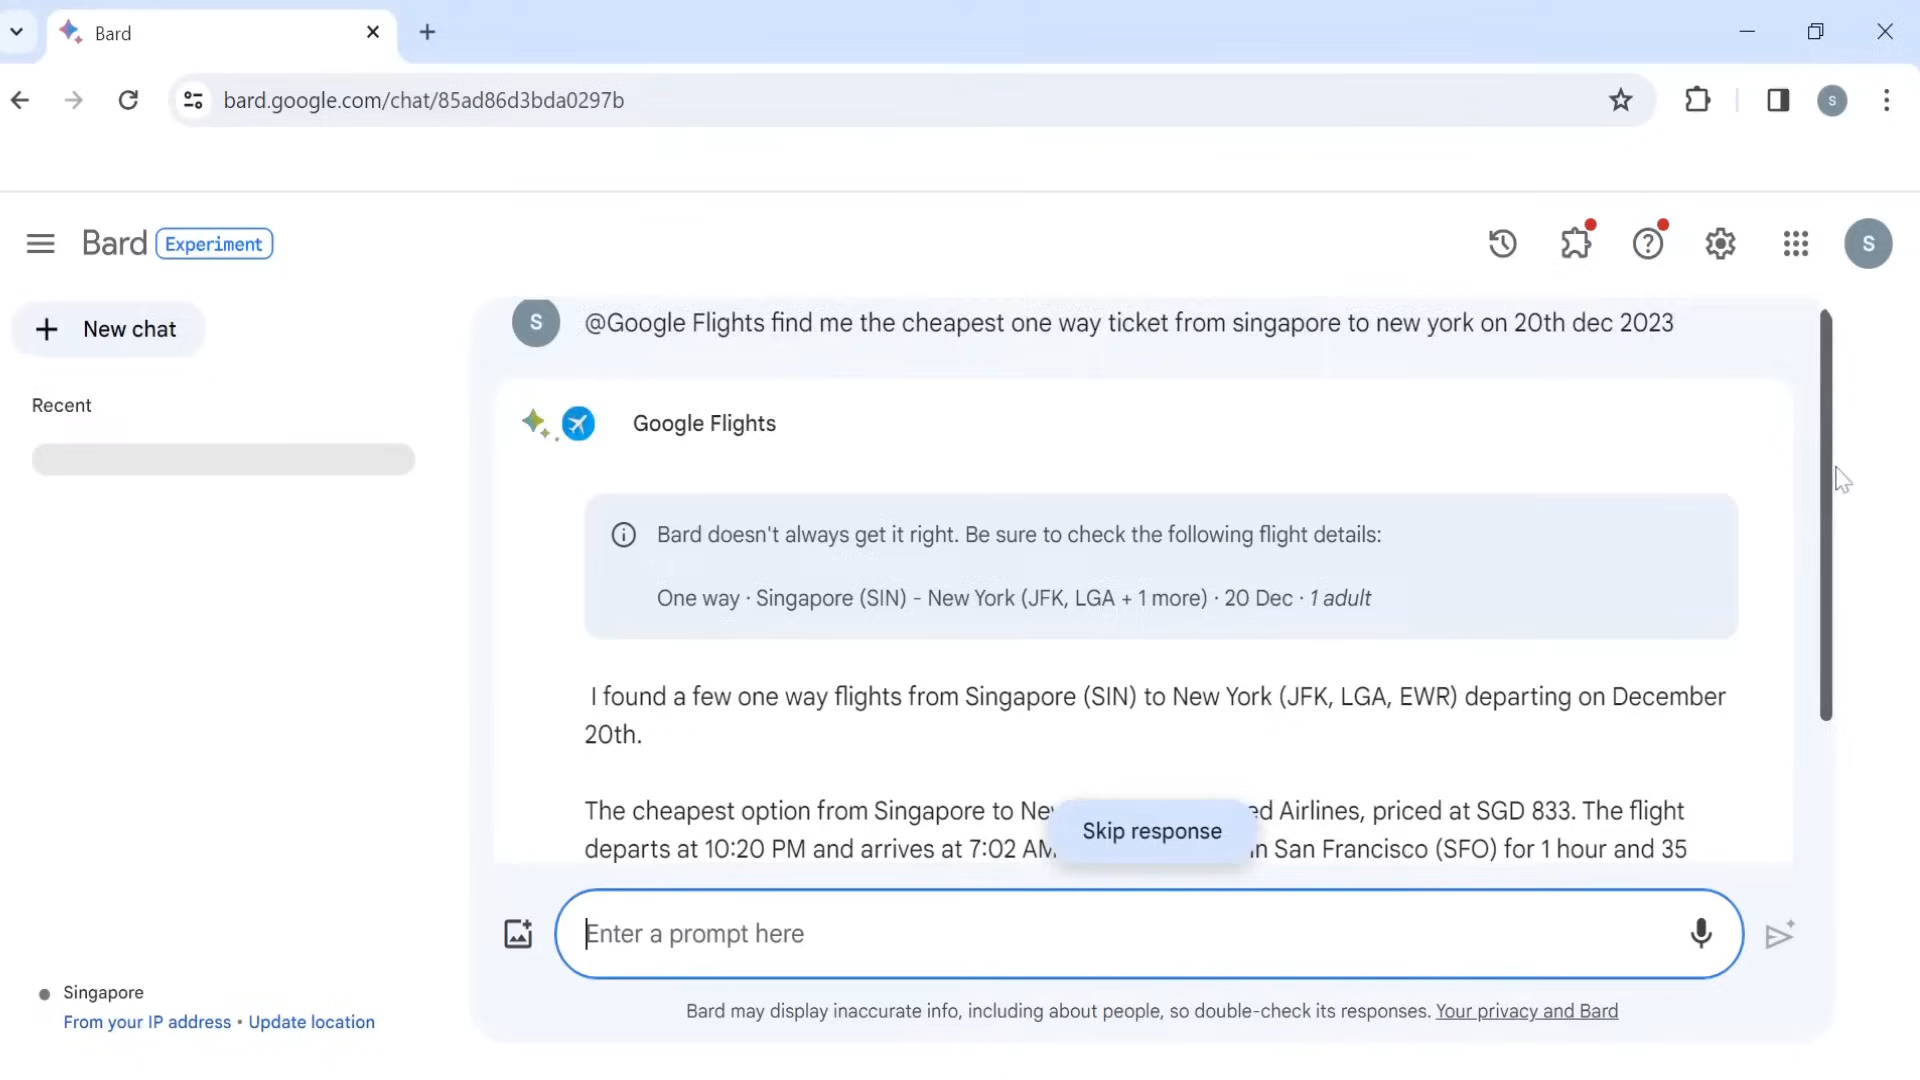 Bard
bard.google.com/chat/85ad86d3bda0297b
S
Bard Experiment
S
New chat
Recent
S @Google Flights find me the cheapest one way ticket from singapore to new york on 20th dec 2023
Google Flights
Bard doesn't always get it right. Be sure to check the following flight details:
One way · Singapore (SIN) - New York (JFK, LGA + 1 more) · 20 Dec · 1 adult
I found a few one way flights from Singapore (SIN) to New York (JFK, LGA, EWR) departing on December
20th.
The cheapest option from Singapore to Airlines, priced at SGD 833. The flight
departs at 10:20 PM and arrives at 7:02 San Francisco (SFO) for 1 hour and 35
Skip response
Enter a prompt here
Singapore
From your IP address • Update location
Bard may display inaccurate info, including about people, so double-check its responses. Your privacy and Bard